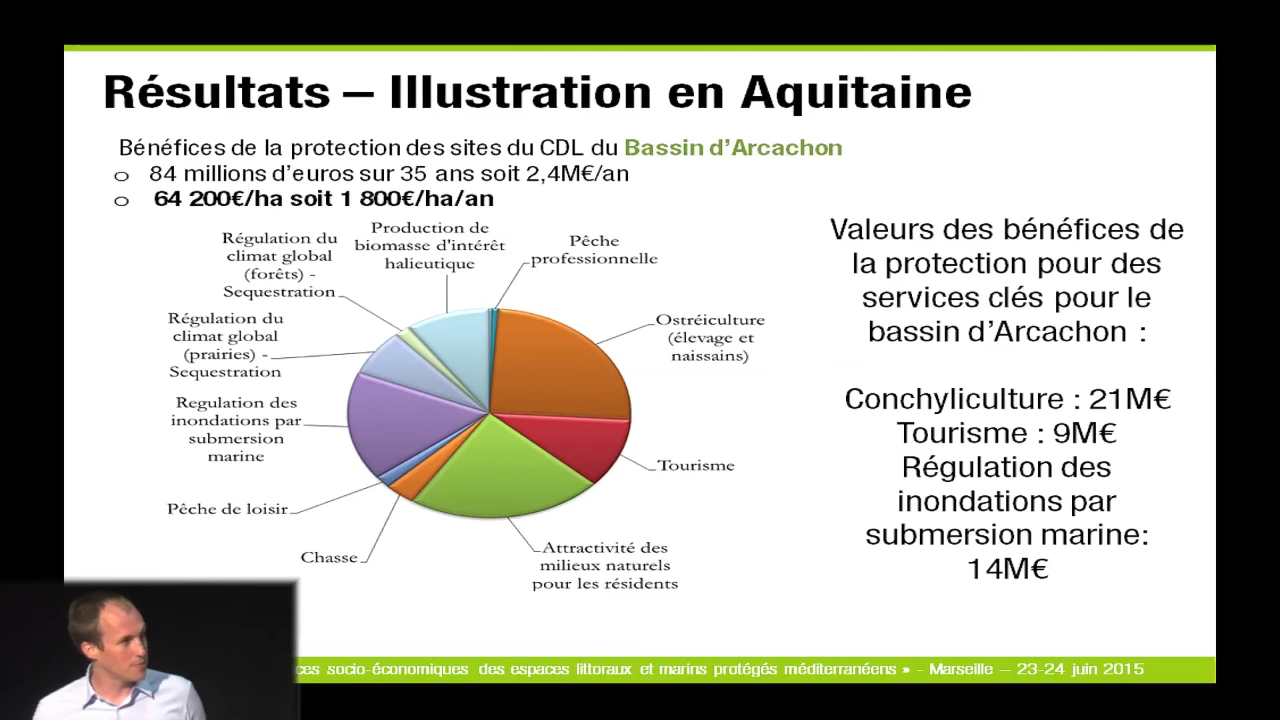 Résultats – Illustration en Aquitaine
Bénéfices de la protection des sites du CDL du Bassin d'Arcachon
o 84 millions d'euros sur 35 ans soit 2,4M€/an
o 64 200€/ha soit 1 800€/ha/an
Régulation du
climat global
(forêts) -
Sequestration
Production de
biomasse d'intérêt
halieutique
Pêche
professionnelle
Ostréiculture
(élevage et
naissains)
Régulation du
climat global
(prairies) -
Sequestration
Regulation des
inondations par
submersion
marine
Tourisme
Pêche de loisir
Chasse
Attractivité des
milieux naturels
pour les résidents
Valeurs des bénéfices de
la protection pour des
services clés pour le
bassin d'Arcachon :
Conchyliculture : 21M€
Tourisme : 9M€
Régulation des
inondations par
submersion marine:
14M€
socio-économiques des espaces littoraux et marins protégés méditerranéens » - Marseille – 23-24 juin 2015